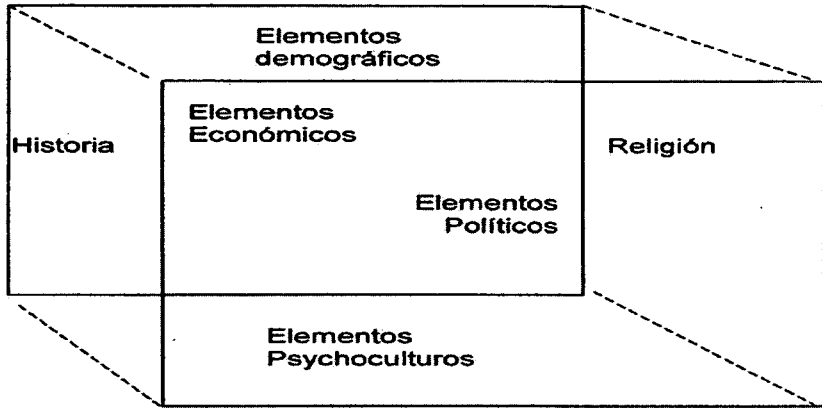 Elementos
demográficos
Elementos
Económicos
Historia
Religión
Elementos
Políticos
Elementos
Psychoculturos